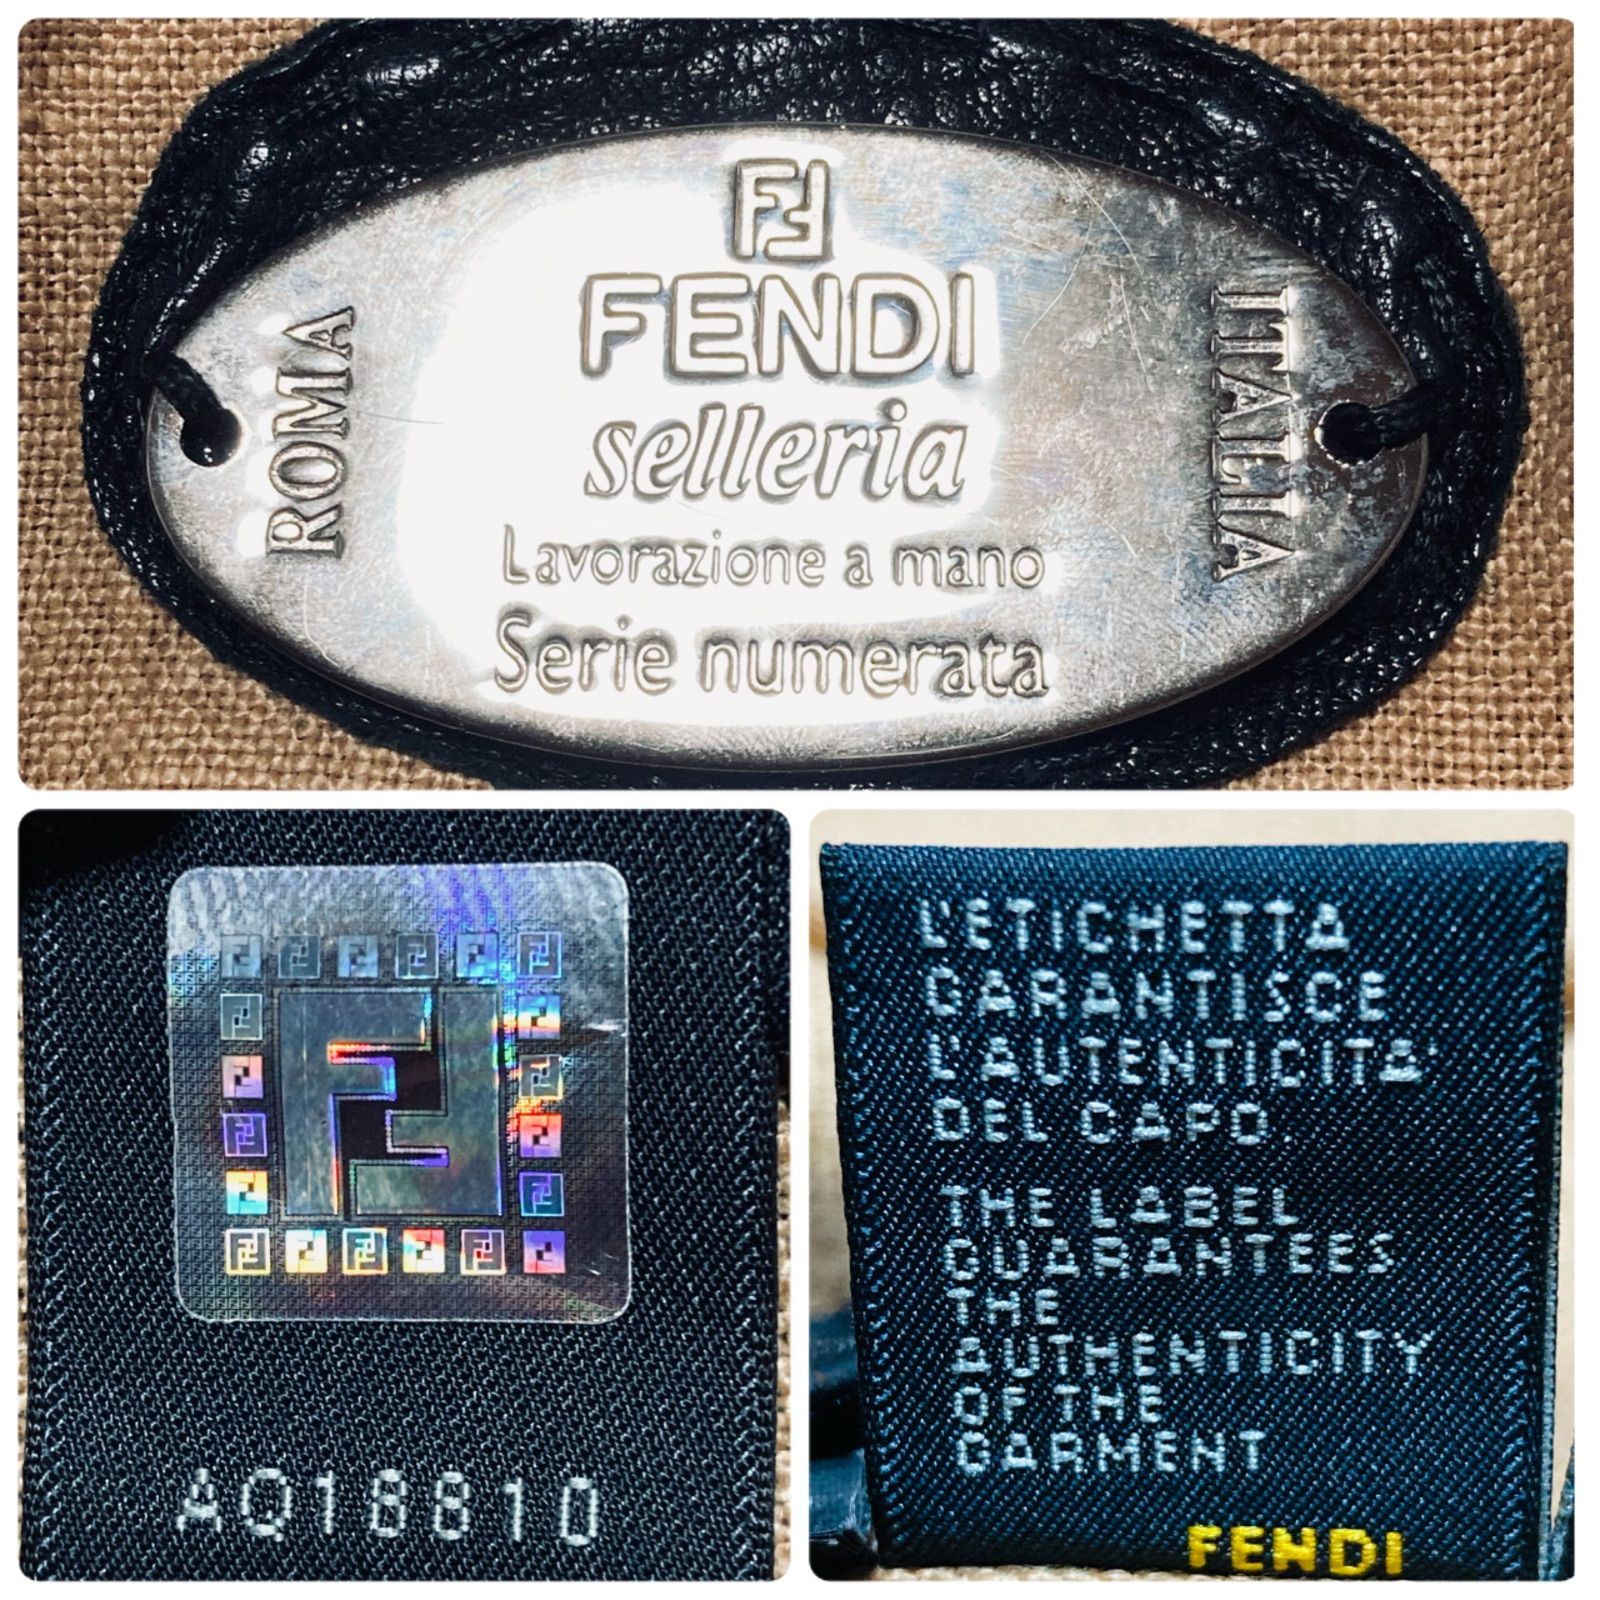 FENDI
selleria
Lavorazione a mano
Serie numerata
ROMA
ITALIA
AQ18810
L'ETICHETTA
GARANTISCE
L'AUTENTICITA'
DEL CAPO
THE LABEL
GUARANTEES
THE
AUTHENTICITY
OF THE
GARMENT
FENDI